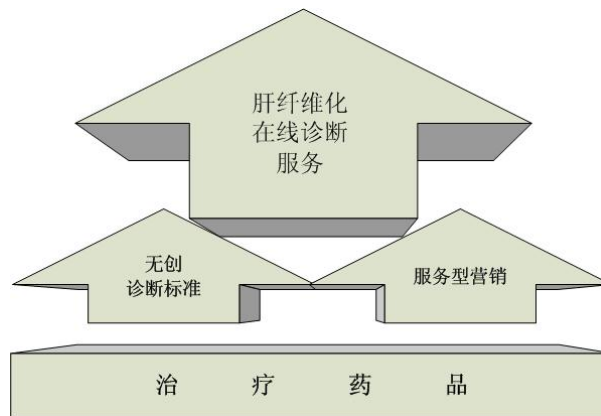 肝纤维化
在线诊断
服务
无创
诊断标准
服务型营销
治疗药品